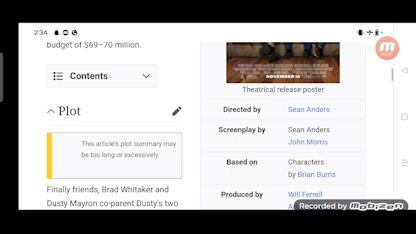 2:34
budget of $69–70 million.
Contents
Plot
This article's plot summary may
be too long or excessively
Finally friends, Brad Whitaker and
Dusty Mayron co-parent Dusty's two
NOVEMBER 10
Theatrical release poster
Directed by Sean Anders
Screenplay by Sean Anders
John Morris
Based on Characters
by Brian Burns
Produced by Will Ferrell
Recorded by Mobizen